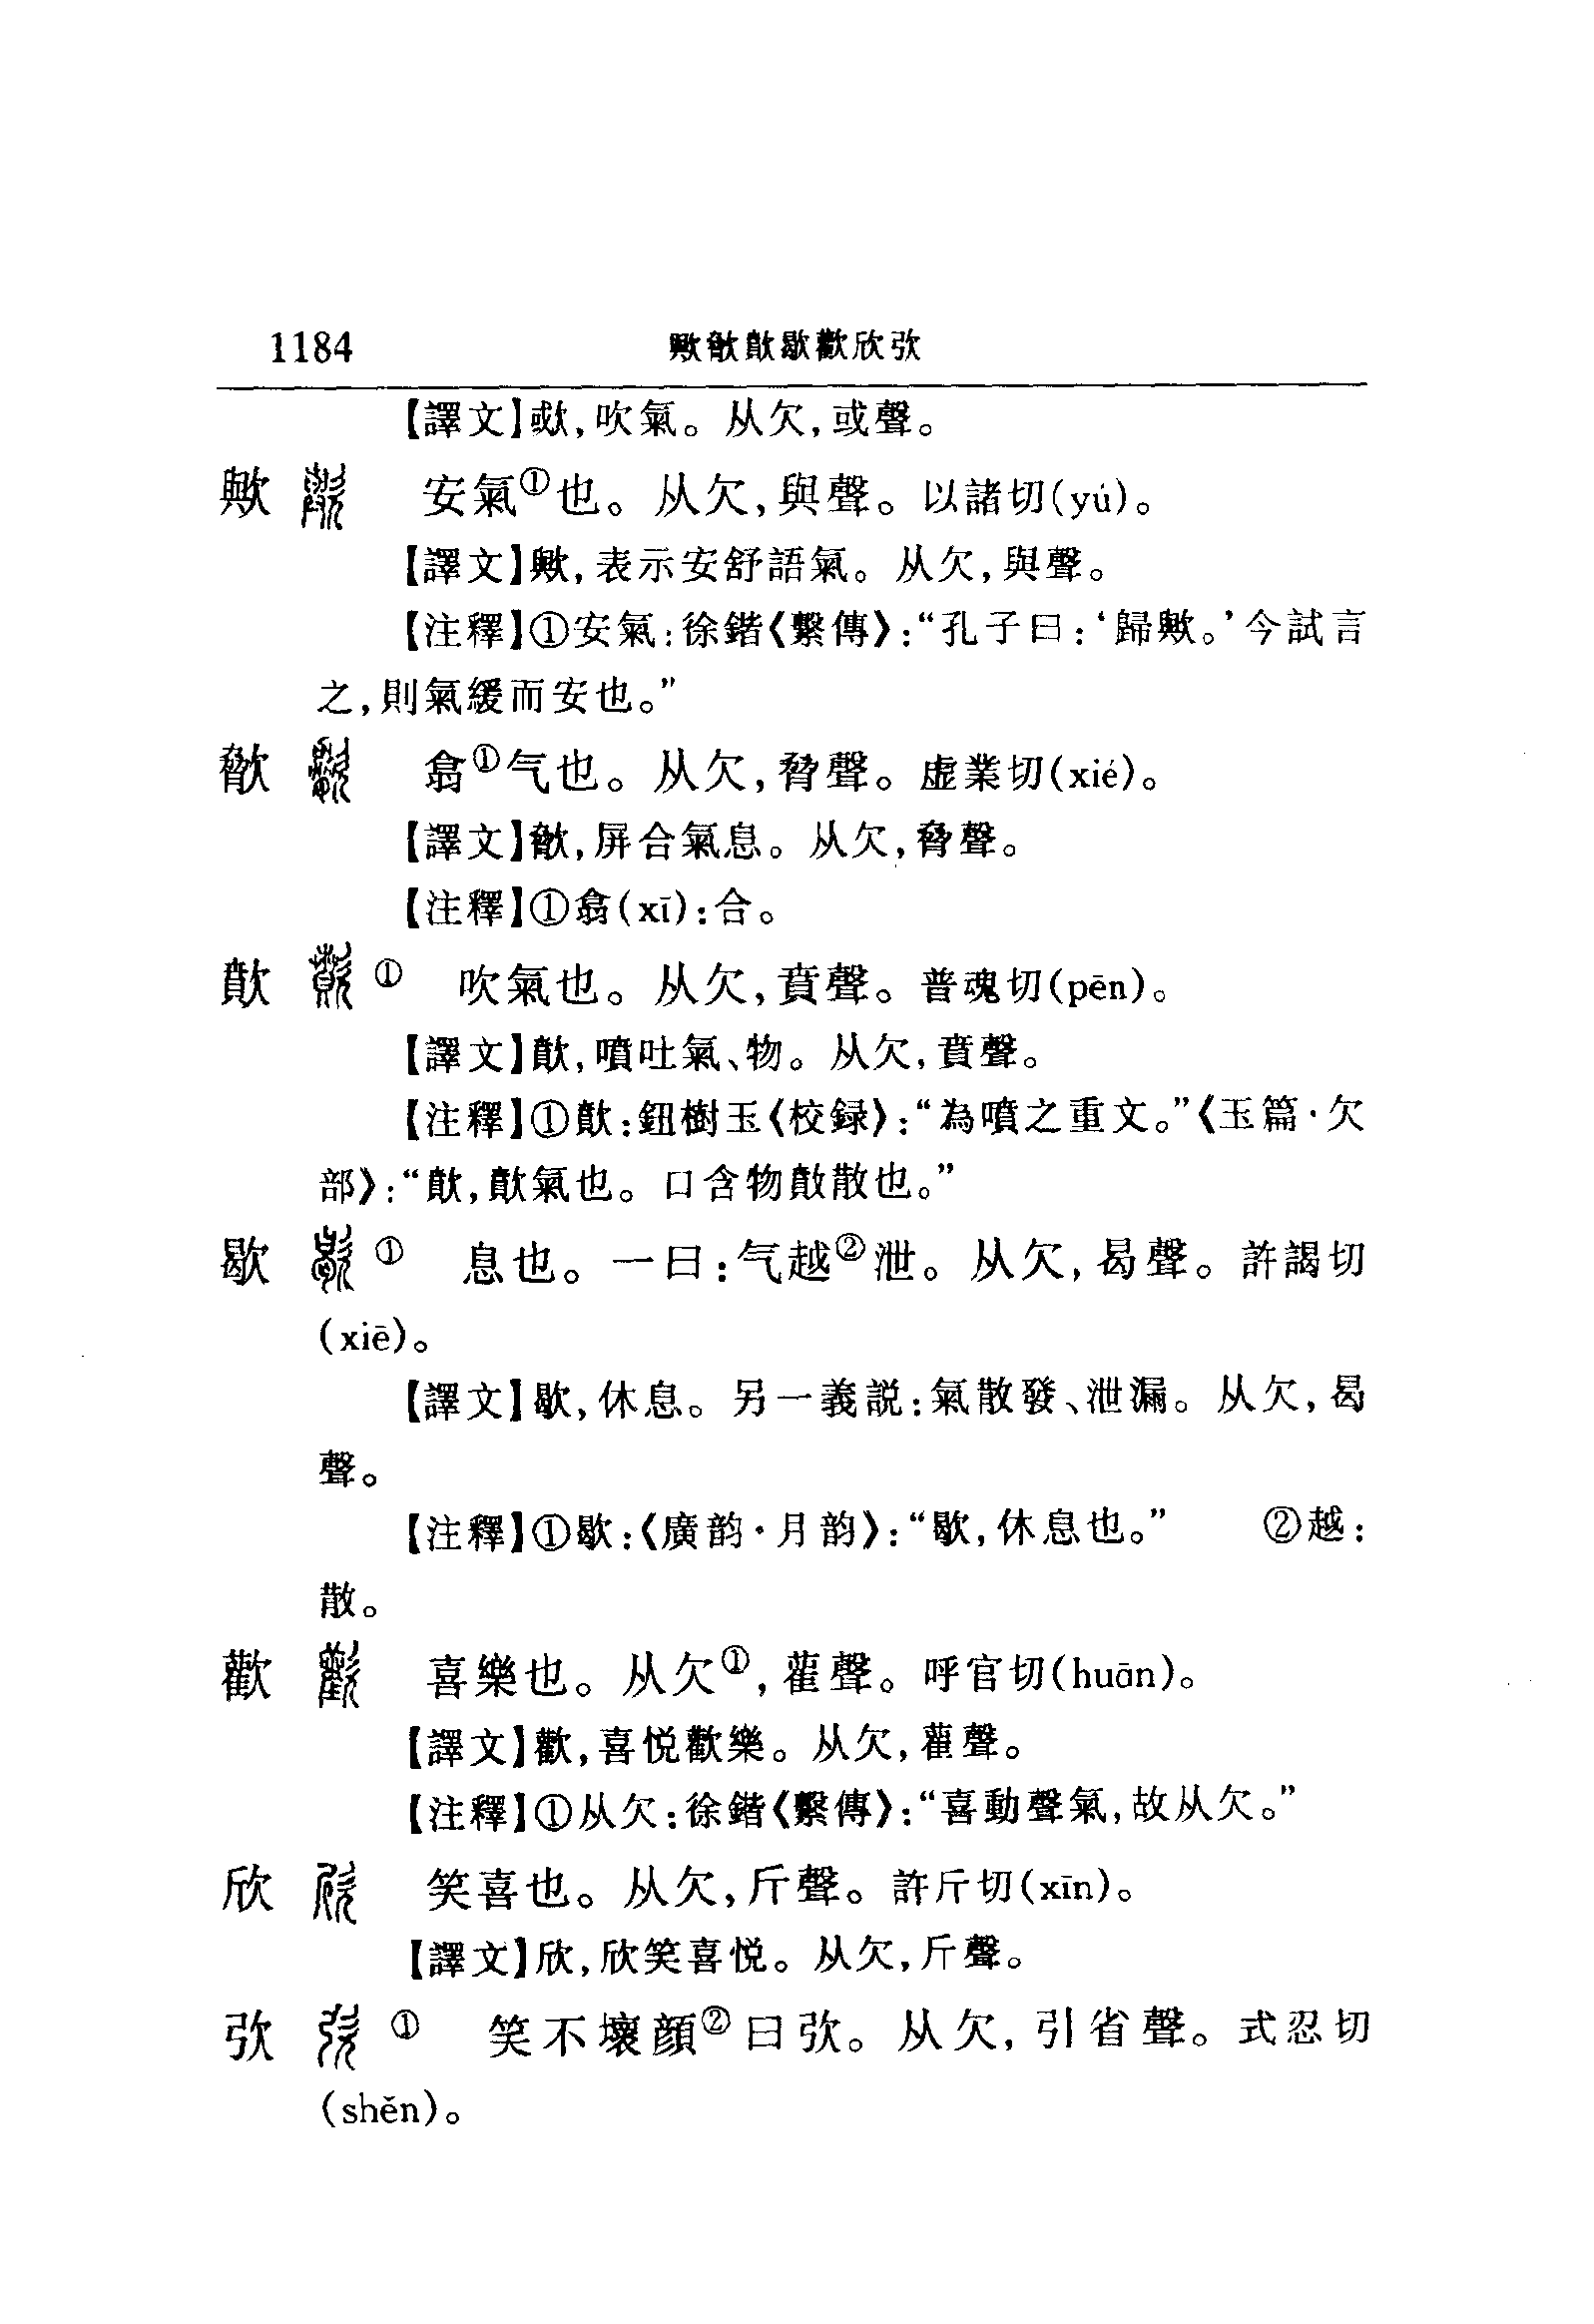 1184 歟歙歕歇歡欣弞
【譯文】㰲,吹氣。从欠,或聲。
歟 安氣①也。从欠,與聲。以諸切(yú)。
【譯文】歟,表示安舒語氣。从欠,與聲。
【注釋】①安氣:徐鍇《繫傳》:“孔子曰:‘歸歟。’今試言
之,則氣緩而安也。”
翕①气也。从欠,脅聲。虚業切(xié)。
【譯文】,屏合氣息。从欠,脅聲。
【注釋】①翕(xī):合。
歕 ① 吹氣也。从欠,賁聲。普魂切(pēn)。
【譯文】歕,噴吐氣、物。从欠,賁聲。
【注釋】①歕:鈕樹玉《校録》:“為噴之重文。”《玉篇·欠
部》:“歕,歕氣也。口含物歕散也。”
歇 ① 息也。一曰:气越②泄。从欠,曷聲。許謁切
(xiē)。
【譯文】歇,休息。另一義説:氣散發、泄漏。从欠,曷
聲。
【注釋】①歇:《廣韵·月韵》:“歇,休息也。” ②越:
散。
歡 喜樂也。从欠①,雚聲。呼官切(huān)。
【譯文】歡,喜悦歡樂。从欠,雚聲。
【注釋】①从欠:徐鍇《繫傳》:“喜動聲氣,故从欠。”
欣 笑喜也。从欠,斤聲。許斤切(xīn)。
【譯文】欣,欣笑喜悦。从欠,斤聲。
弞 ① 笑不壞顔②曰弞。从欠,引省聲。式忍切
(shěn)。